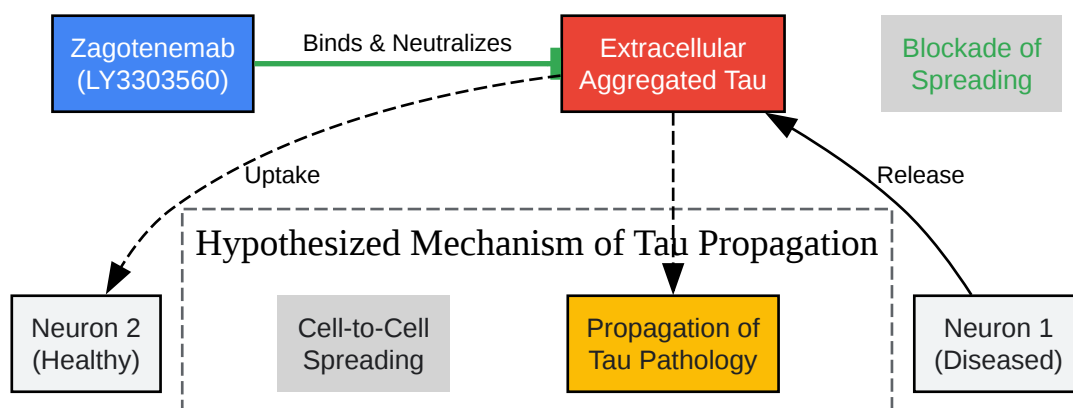 Zagotenemab
(LY3303560)
Binds & Neutralizes
Extracellular
Aggregated Tau
Blockade of
Spreading
Uptake
Release
Hypothesized Mechanism of Tau Propagation
Neuron 2
(Healthy)
Cell-to-Cell
Spreading
Propagation of
Tau Pathology
Neuron 1
(Diseased)